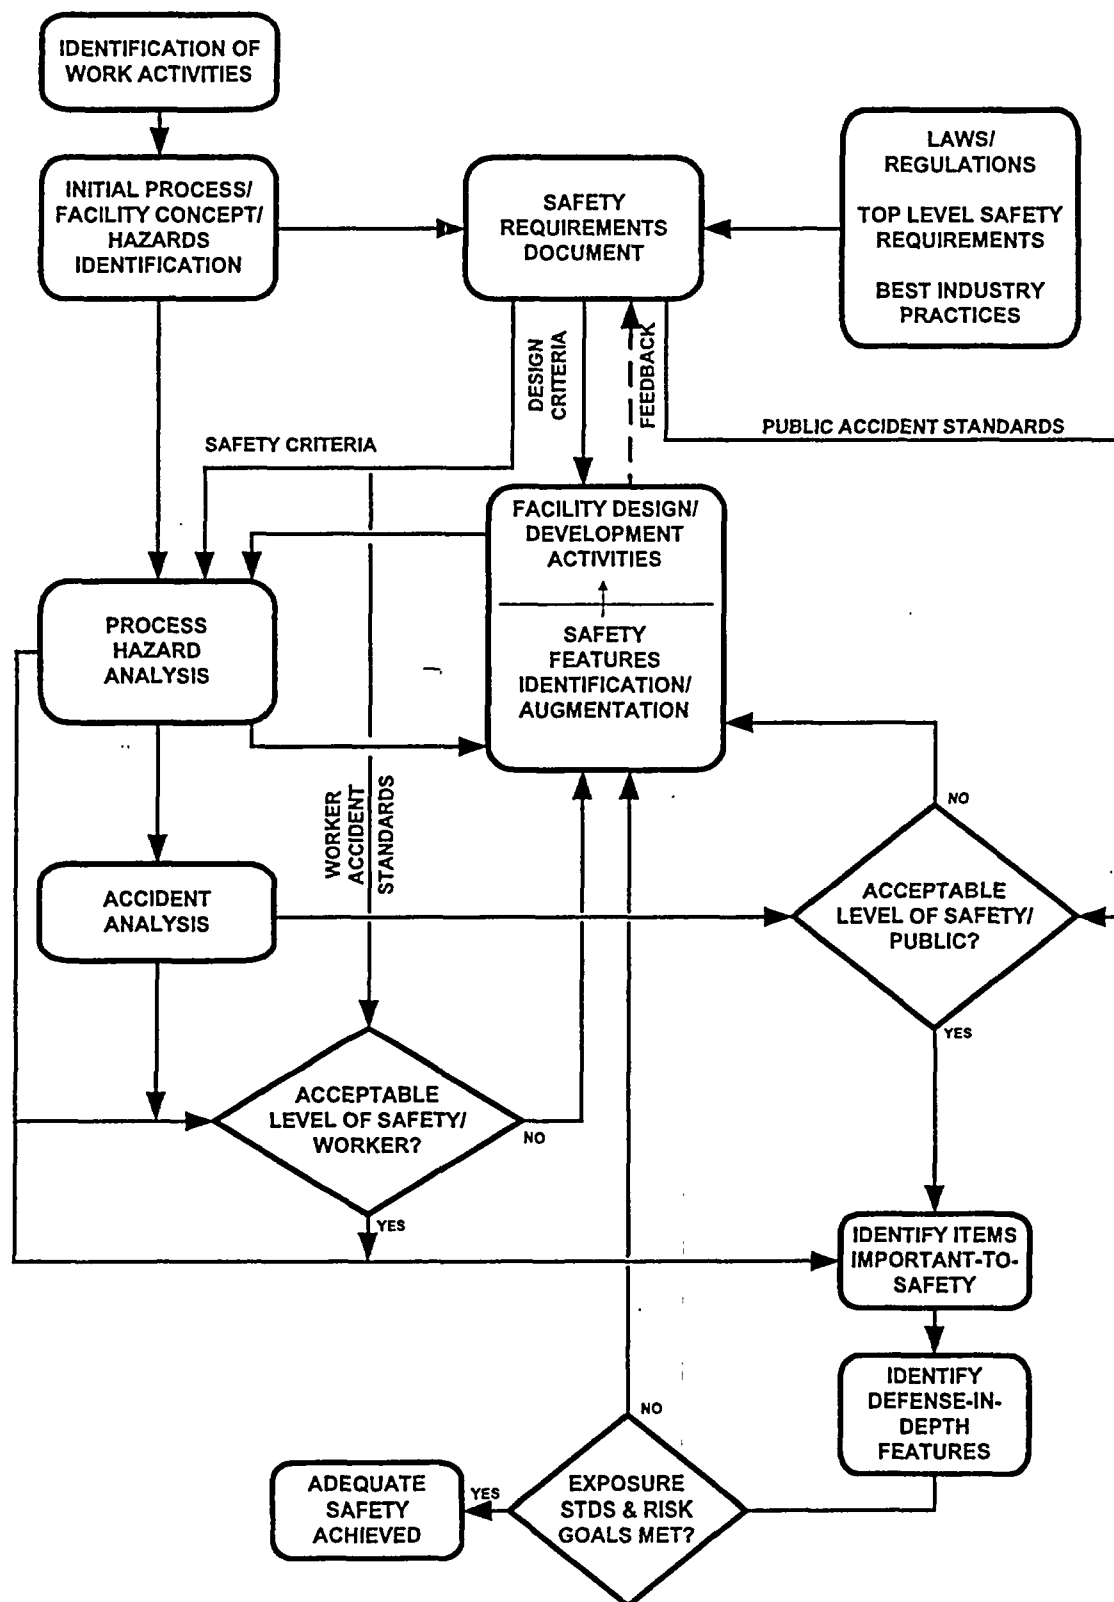 IDENTIFICATION OF
WORK ACTIVITIES
INITIAL PROCESS/
FACILITY CONCEPT/
HAZARDS
IDENTIFICATION
SAFETY
REQUIREMENTS
DOCUMENT
LAWS/
REGULATIONS
TOP LEVEL SAFETY
REQUIREMENTS
BEST INDUSTRY
PRACTICES
DESIGN
CRITERIA
FEEDBACK
PUBLIC ACCIDENT STANDARDS
SAFETY CRITERIA
FACILITY DESIGN/
DEVELOPMENT
ACTIVITIES
SAFETY
FEATURES
IDENTIFICATION/
AUGMENTATION
PROCESS
HAZARD
ANALYSIS
WORKER
ACCIDENT
STANDARDS
NO
ACCIDENT
ANALYSIS
ACCEPTABLE
LEVEL OF SAFETY/
PUBLIC?
YES
ACCEPTABLE
LEVEL OF SAFETY/
WORKER?
NO
YES
IDENTIFY ITEMS
IMPORTANT-TO-
SAFETY
IDENTIFY
DEFENSE-IN-
DEPTH
FEATURES
NO
EXPOSURE
STDS & RISK
GOALS MET?
YES
ADEQUATE
SAFETY
ACHIEVED